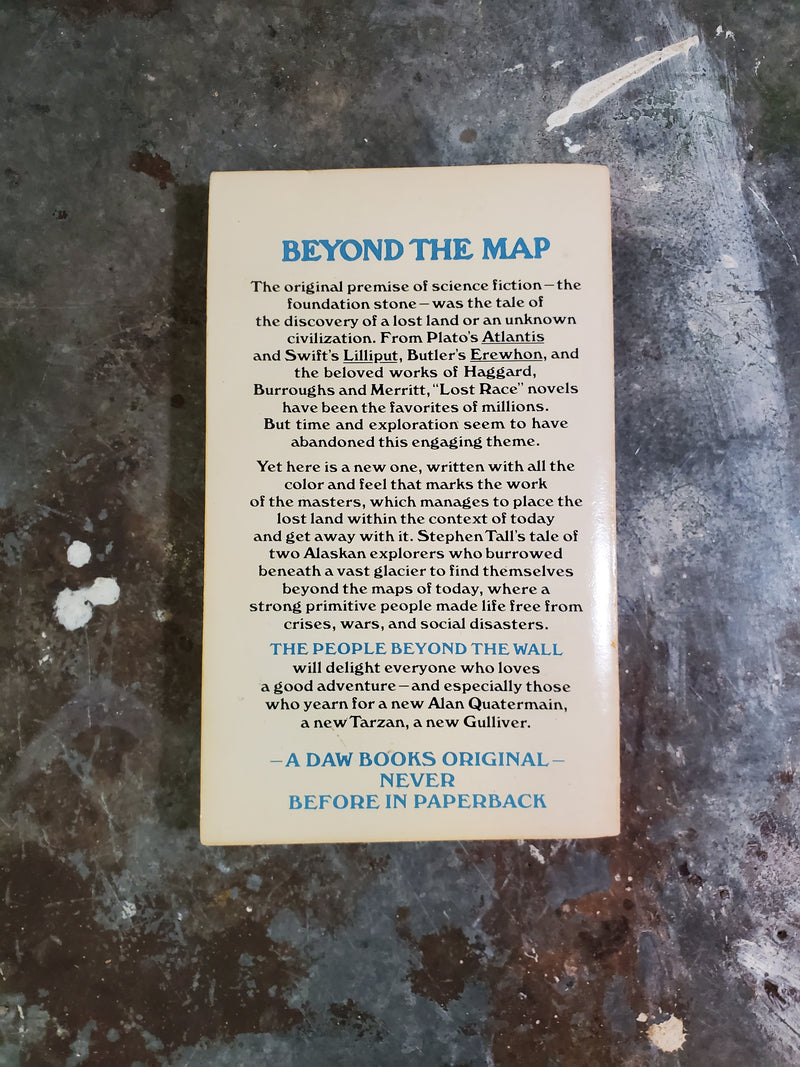 BEYOND THE MAP
The original premise of science fiction—the
foundation stone—was the tale of
the discovery of a lost land or an unknown
civilization. From Plato's Atlantis
and Swift's Lilliput, Butler's Erewhon, and
the beloved works of Haggard,
Burroughs and Merritt, "Lost Race" novels
have been the favorites of millions.
But time and exploration seem to have
abandoned this engaging theme.
Yet here is a new one, written with all the
color and feel that marks the work
of the masters, which manages to place the
lost land within the context of today
and get away with it. Stephen Tall's tale of
two Alaskan explorers who burrowed
beneath a vast glacier to find themselves
beyond the maps of today, where a
strong primitive people made life free from
crises, wars, and social disasters.
THE PEOPLE BEYOND THE WALL
will delight everyone who loves
a good adventure—and especially those
who yearn for a new Alan Quatermain,
a new Tarzan, a new Gulliver.
—A DAW BOOKS ORIGINAL—
NEVER
BEFORE IN PAPERBACK